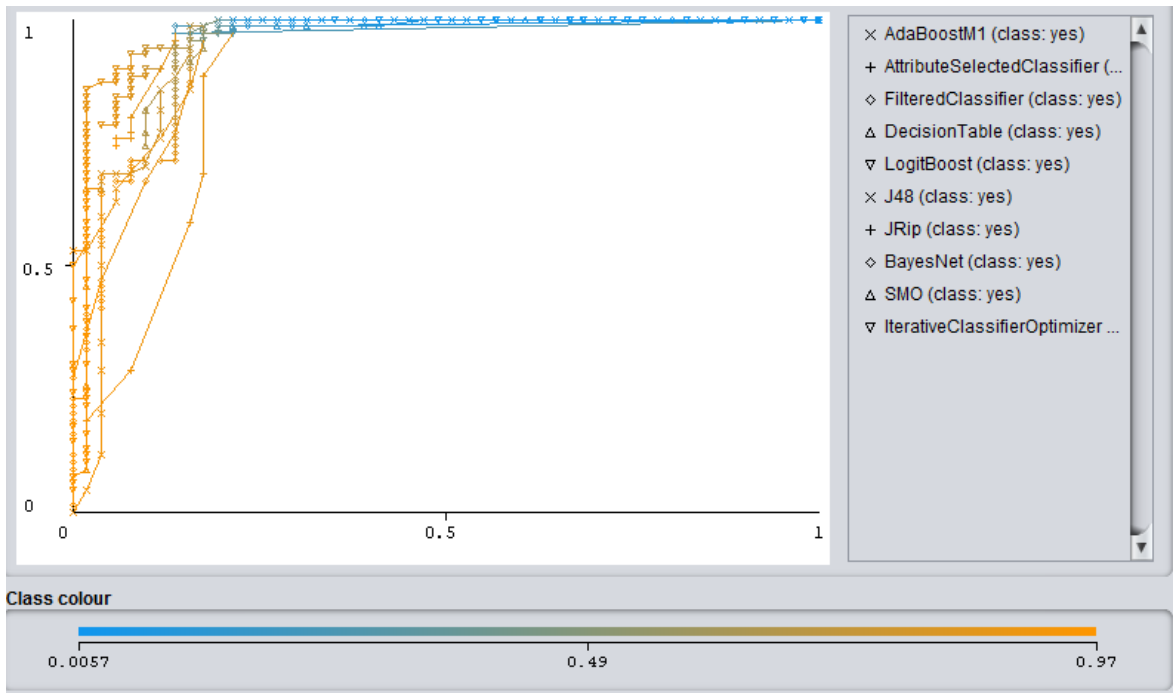 1
0.5
0
0
0.5
1
AdaBoostM1 (class: yes)
AttributeSelectedClassifier (...
FilteredClassifier (class: yes)
DecisionTable (class: yes)
LogitBoost (class: yes)
J48 (class: yes)
JRip (class: yes)
BayesNet (class: yes)
SMO (class: yes)
IterativeClassifierOptimizer ...
Class colour
0.0057
0.49
0.97